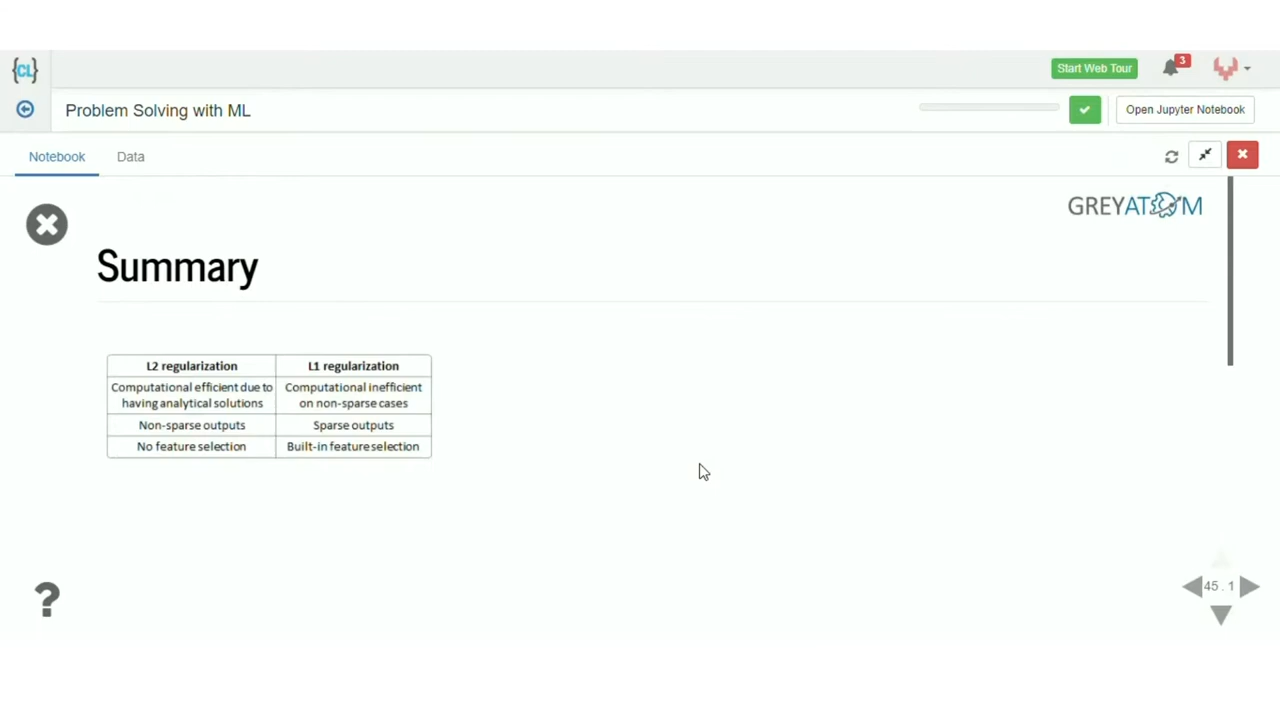 {CL}
Start Web Tour
3
Problem Solving with ML
Open Jupyter Notebook
Notebook
Data
GREYATOM
Summary
L2 regularization
L1 regularization
Computational efficient due to
having analytical solutions
Computational inefficient
on non-sparse cases
Non-sparse outputs
Sparse outputs
No feature selection
Built-in feature selection
?
45.1